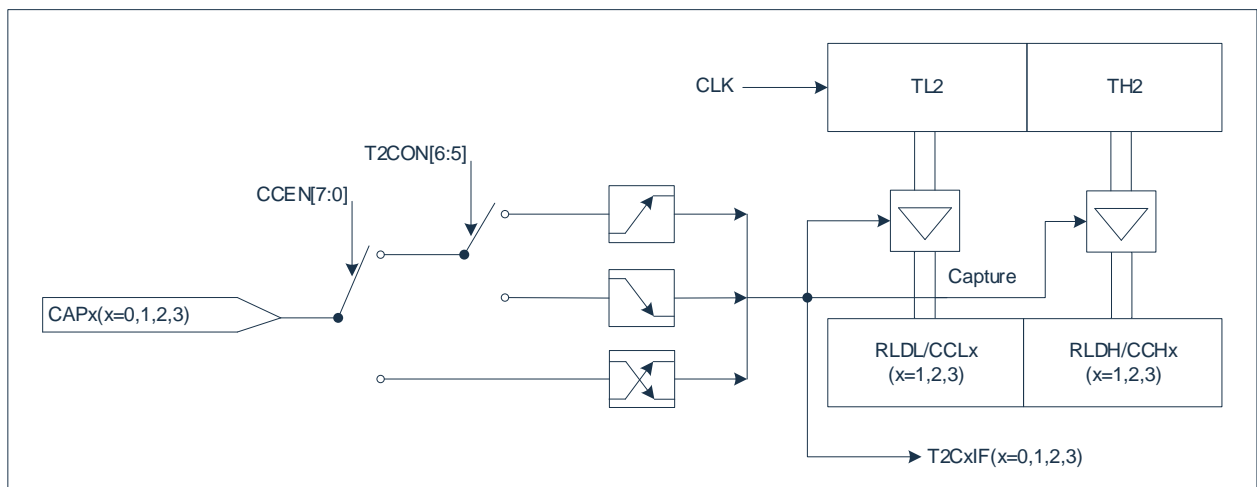 CLK
TL2
TH2
T2CON[6:5]
CCEN[7:0]
Capture
CAPx(x=0,1,2,3)
RLDL/CCLx
(x=1,2,3)
RLDH/CCHx
(x=1,2,3)
T2CxIF(x=0,1,2,3)